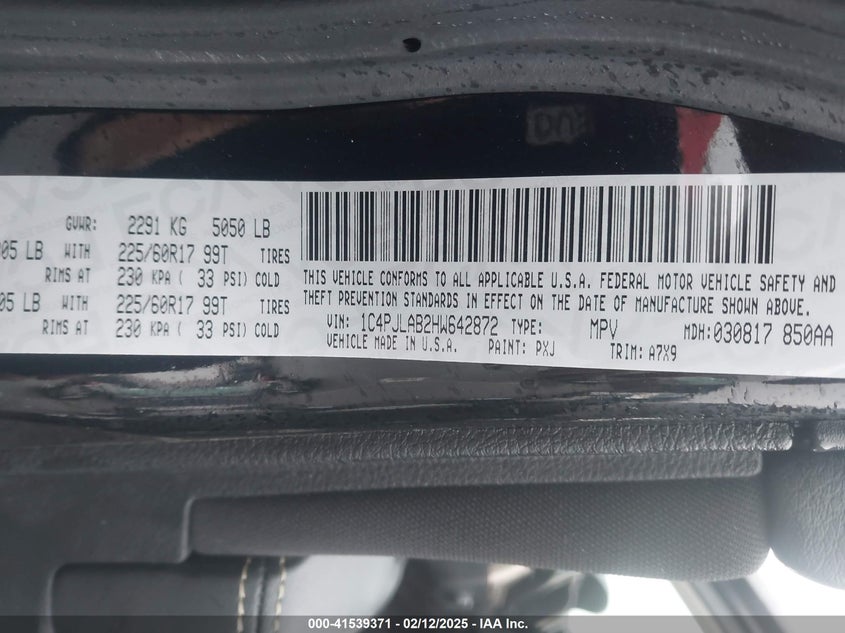 GVWR: 2291 KG 5050 LB
05 LB WITH 225/60R17 99T TIRES
RIMS AT 230 KPA ( 33 PSI) COLD
05 LB WITH 225/60R17 99T TIRES
RIMS AT 230 KPA ( 33 PSI) COLD
THIS VEHICLE CONFORMS TO ALL APPLICABLE U.S.A. FEDERAL MOTOR VEHICLE SAFETY AND
THEFT PREVENTION STANDARDS IN EFFECT ON THE DATE OF MANUFACTURE SHOWN ABOVE.
VIN: 1C4PJLAB2HW642872 TYPE: MPV MDH:030817 850AA
VEHICLE MADE IN U.S.A. PAINT: PXJ TRIM: A7X9
000-41539371 - 02/12/2025 - IAA Inc.